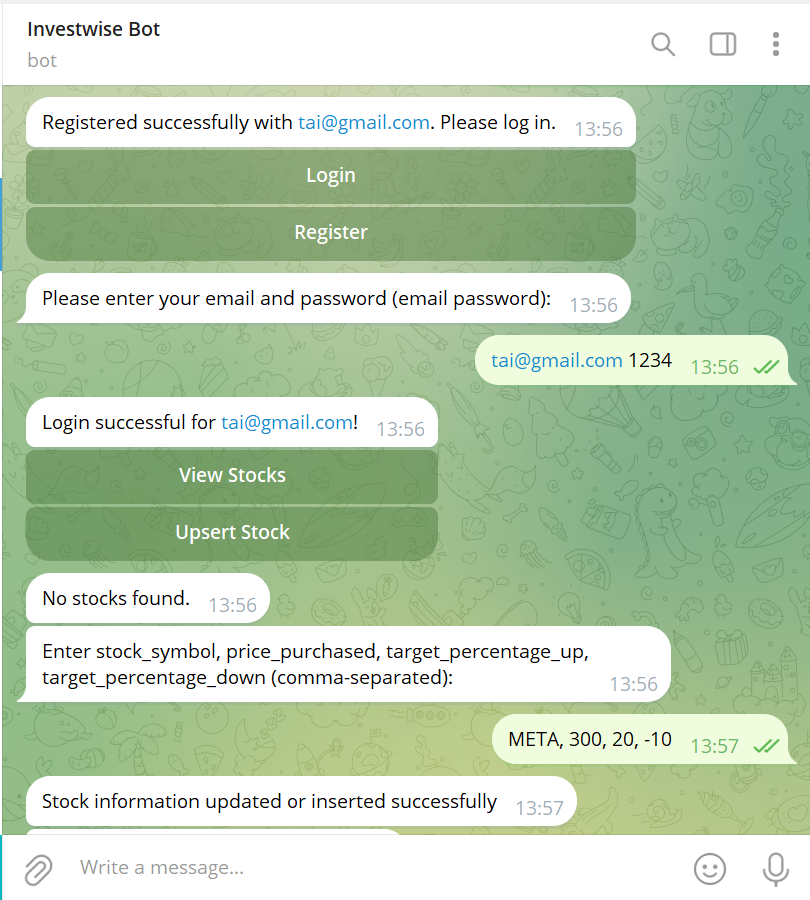 Investwise Bot
bot
Registered successfully with tai@gmail.com. Please log in. 13:56
Login
Register
Please enter your email and password (email password): 13:56
tai@gmail.com 1234 13:56
Login successful for tai@gmail.com! 13:56
View Stocks
Upsert Stock
No stocks found. 13:56
Enter stock_symbol, price_purchased, target_percentage_up,
target_percentage_down (comma-separated): 13:56
META, 300, 20, -10 13:57
Stock information updated or inserted successfully 13:57
Write a message...